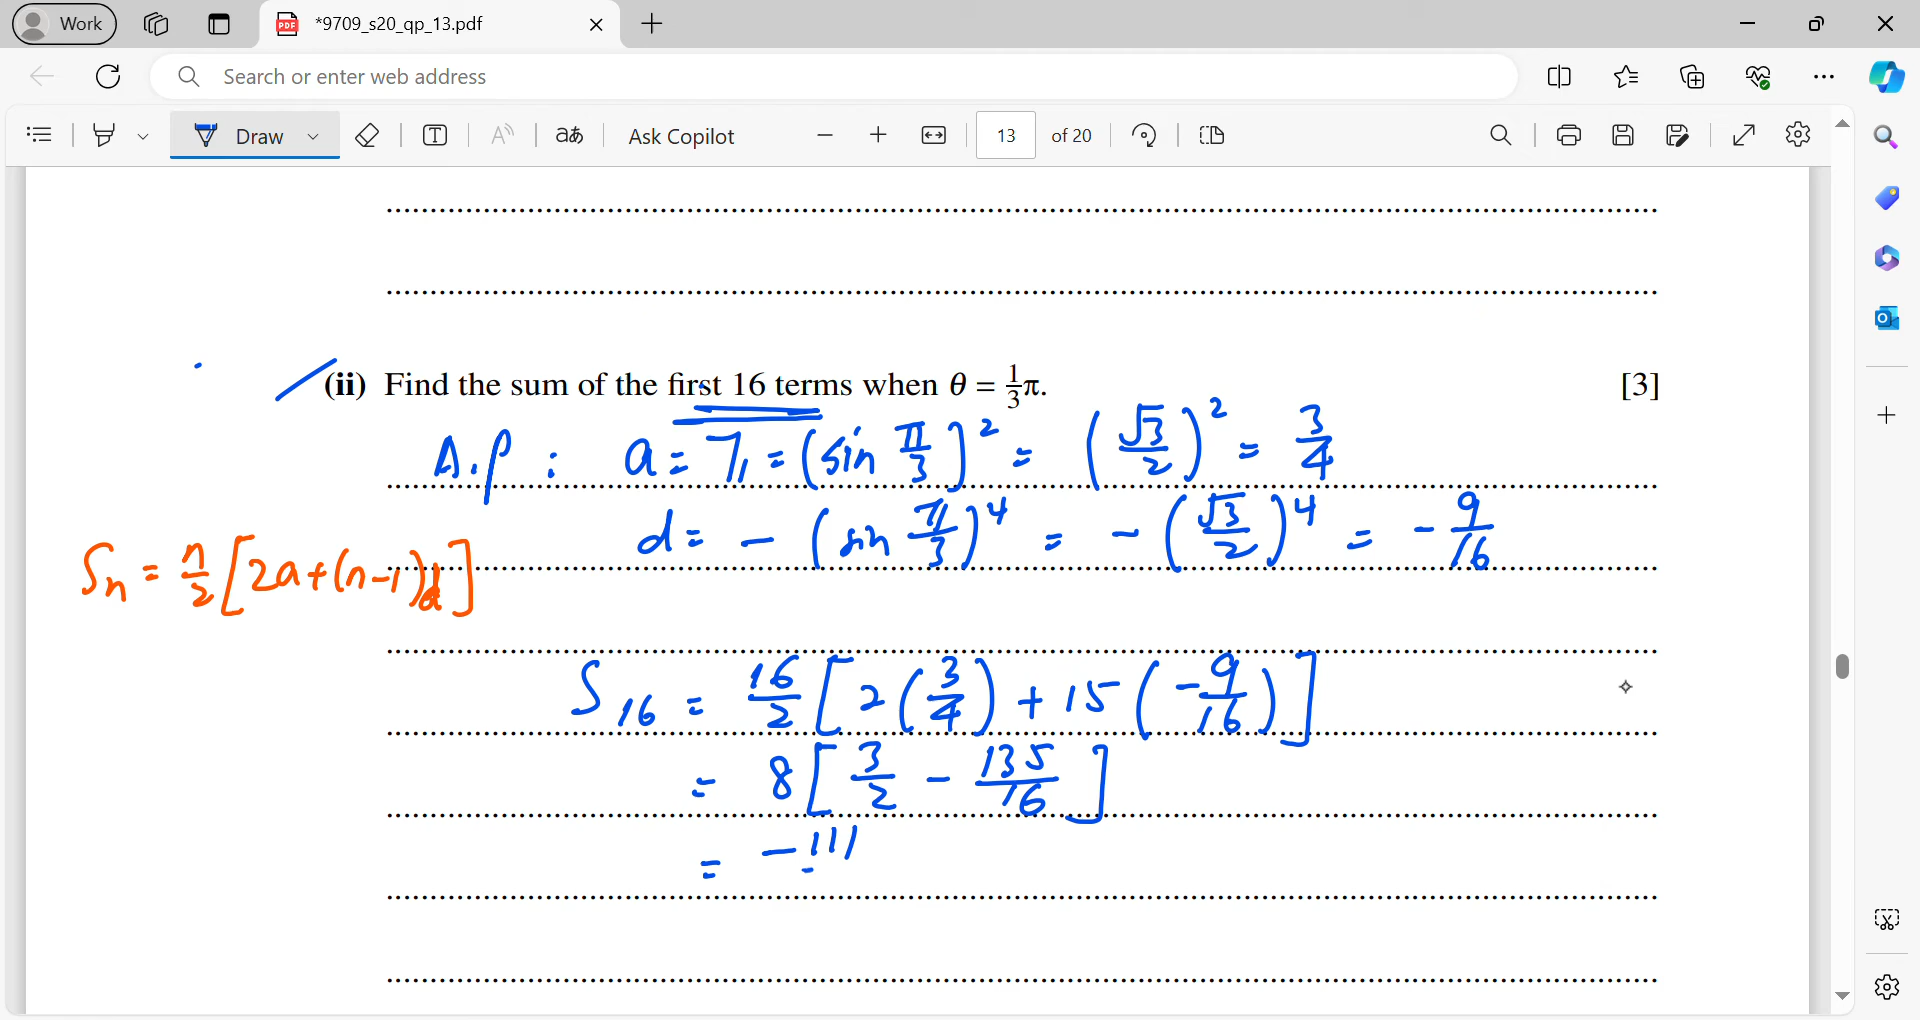 Work
*9709_s20_qp_13.pdf
Search or enter web address
Draw
T
A
aあ
Ask Copilot
13 of 20
(ii) Find the sum of the first 16 terms when θ = 1/3 π. [3]
A.P : a = T₁ = (sin π/3)² = (√3/2)² = 3/4
d = - (sin π/3)⁴ = - (√3/2)⁴ = - 9/16
Sn = n/2 [2a+(n-1)d]
S₁₆ = 16/2 [2(3/4) + 15(-9/16)]
= 8[3/2 - 135/16]
= -111